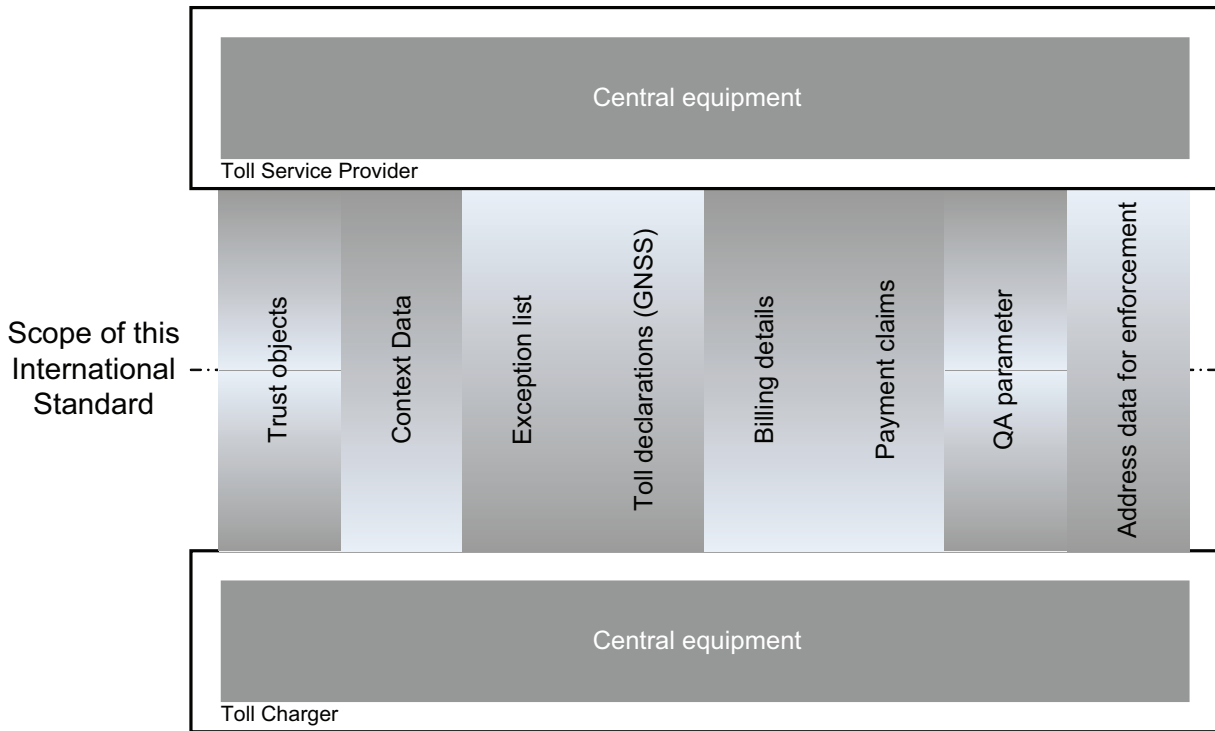 Central equipment
Toll Service Provider
Scope of this
International
Standard
Trust objects
Context Data
Exception list
Toll declarations (GNSS)
Billing details
Payment claims
QA parameter
Address data for enforcement
Central equipment
Toll Charger